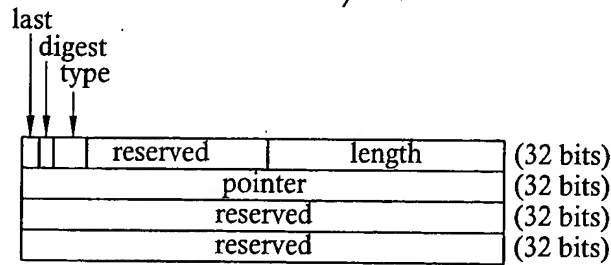 last
digest
type
reserved length (32 bits)
pointer (32 bits)
reserved (32 bits)
reserved (32 bits)